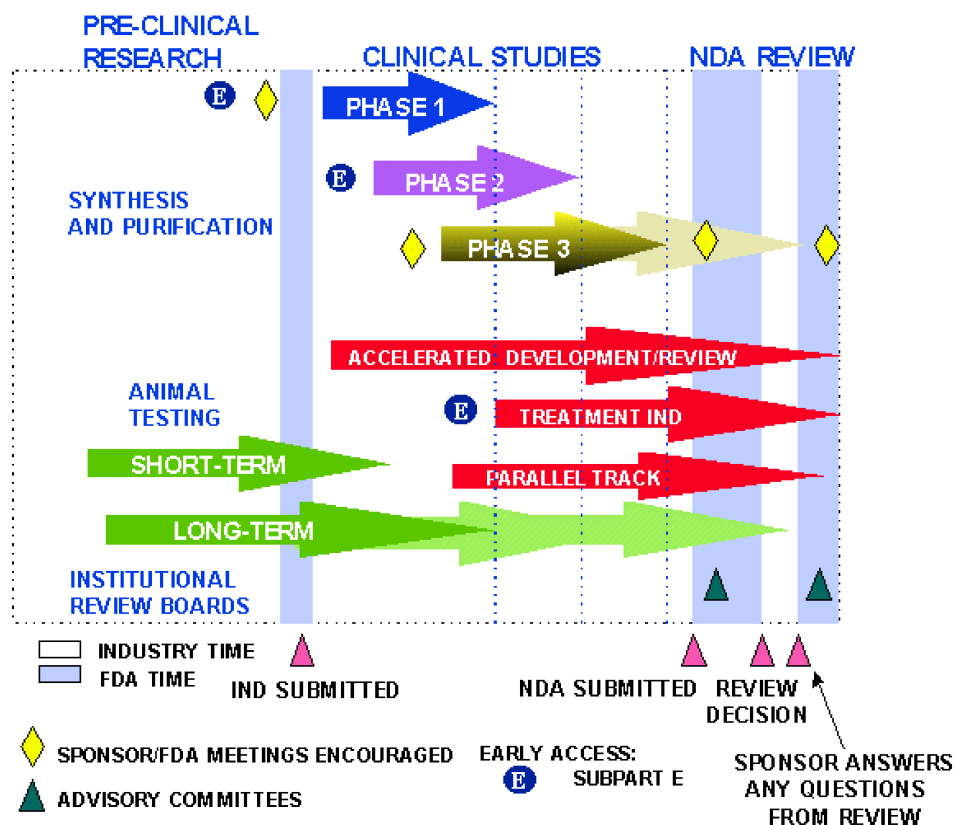 PRE-CLINICAL
RESEARCH
CLINICAL STUDIES
NDA REVIEW
E
PHASE 1
E
PHASE 2
SYNTHESIS
AND PURIFICATION
PHASE 3
ACCELERATED DEVELOPMENT/REVIEW
ANIMAL
TESTING
E
TREATMENT IND
SHORT-TERM
PARALLEL TRACK
LONG-TERM
INSTITUTIONAL
REVIEW BOARDS
INDUSTRY TIME
FDA TIME
IND SUBMITTED
NDA SUBMITTED
REVIEW
DECISION
SPONSOR/FDA MEETINGS ENCOURAGED
ADVISORY COMMITTEES
EARLY ACCESS:
E
SUBPART E
SPONSOR ANSWERS
ANY QUESTIONS
FROM REVIEW